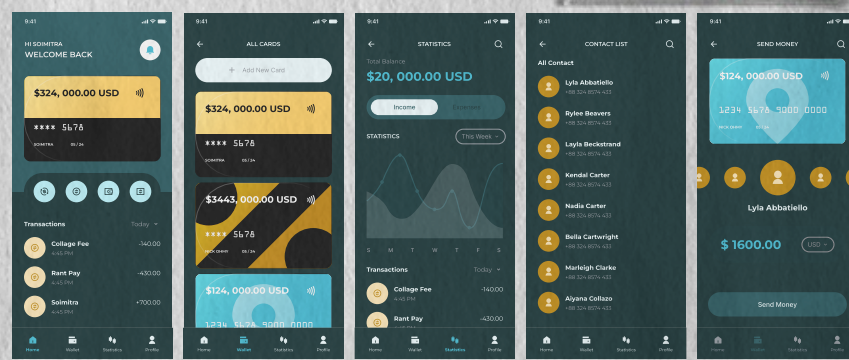 9:41
HI SOIMITRA
WELCOME BACK
$324, 000.00 USD
**** 5678
SOIMITRA 05 / 24
Transactions Today
Collage Fee -140.00
4:45 PM
Rant Pay -430.00
4:45 PM
Soimitra +700.00
4:45 PM
Home Wallet Statistics Profile
9:41
ALL CARDS
+ Add New Card
$324, 000.00 USD
**** 5678
SOIMITRA 05 / 24
$3443, 000.00 USD
**** 5678
05 / 24
$124, 000.00 USD
1234 5678 9000 0000
Home Wallet Statistics Profile
9:41
STATISTICS
Total Balance
$20, 000.00 USD
Income Expenses
STATISTICS This Week
S M T W T F S
Transactions Today
Collage Fee -140.00
4:45 PM
Rant Pay -430.00
4:45 PM
Home Wallet Statistics Profile
9:41
CONTACT LIST
All Contact
Lyla Abbatiello
+88 324 8574 433
Rylee Beavers
+88 324 8574 433
Layla Beckstrand
+88 324 8574 433
Kendal Carter
+88 324 8574 433
Nadia Carter
+88 324 8574 433
Bella Cartwright
+88 324 8574 433
Marleigh Clarke
+88 324 8574 433
Aiyana Collazo
+88 324 8574 433
Home Wallet Statistics Profile
9:41
SEND MONEY
$124, 000.00 USD
1234 5678 9000 0000
05 / 24
Lyla Abbatiello
$ 1600.00 USD
Send Money
Home Wallet Statistics Profile